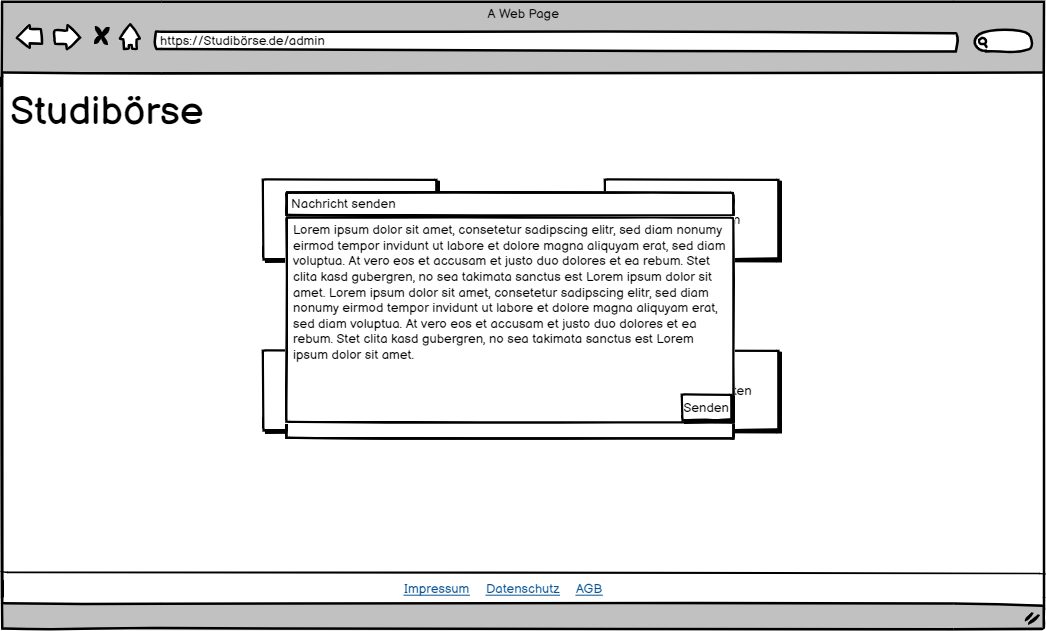 A Web Page
https://Studibörse.de/admin
Studibörse
Nachricht senden
Lorem ipsum dolor sit amet, consetetur sadipscing elitr, sed diam nonumy
eirmod tempor invidunt ut labore et dolore magna aliquyam erat, sed diam
voluptua. At vero eos et accusam et justo duo dolores et ea rebum. Stet
clita kasd gubergren, no sea takimata sanctus est Lorem ipsum dolor sit
amet. Lorem ipsum dolor sit amet, consetetur sadipscing elitr, sed diam
nonumy eirmod tempor invidunt ut labore et dolore magna aliquyam erat,
sed diam voluptua. At vero eos et accusam et justo duo dolores et ea
rebum. Stet clita kasd gubergren, no sea takimata sanctus est Lorem
ipsum dolor sit amet.
Senden
Impressum Datenschutz AGB